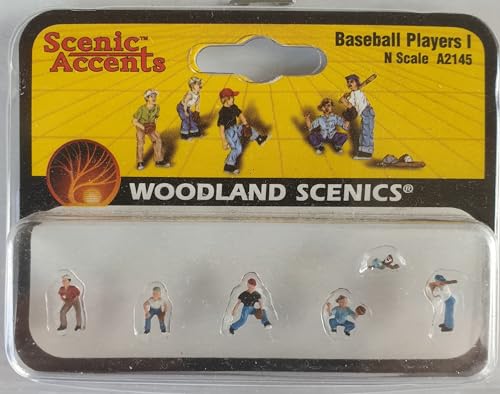 Scenic™
Accents
Baseball Players I
N Scale A2145
WOODLAND SCENICS®